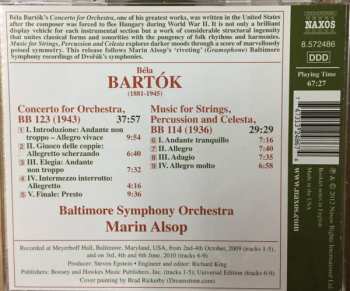 Béla Bartók's Concerto for Orchestra, one of his greatest works, was written in the United States
after the composer was forced to flee Hungary during World War II. It is not only a brilliant
display vehicle for each instrumental section but a work of considerable structural ingenuity
that unites classical forms and sonorities with the pungency of folk rhythms and harmonies.
Music for Strings, Percussion and Celesta explores darker moods through a score of marvellously
poised symmetry. This release follows Marin Alsop's 'riveting' (Gramophone) Baltimore
Symphony recordings of Dvořák's symphonies.
Béla
BARTÓK
(1881-1945)
Concerto for Orchestra,
BB 123 (1943) 37:57
1 I. Introduzione: Andante non
troppo – Allegro vivace 9:54
2 II. Giuoco delle coppie:
Allegretto scherzando 6:40
3 III. Elegia: Andante
non troppo 7:32
4 IV. Intermezzo interrotto:
Allegretto 4:16
5 V. Finale: Presto 9:36
Music for Strings,
Percussion and Celesta,
BB 114 (1936) 29:29
6 I. Andante tranquillo 7:16
7 II. Allegro 7:40
8 III. Adagio 7:35
9 IV. Allegro molto 6:58
Baltimore Symphony Orchestra
Marin Alsop
Recorded at Meyerhoff Hall, Baltimore, Maryland, USA, from 2nd-4th October, 2009 (tracks 1-5),
and on 3rd, 4th and 6th June, 2010 (tracks 6-9)
Producer: Steven Epstein • Engineer and editor: Richard King
Publishers: Boosey and Hawkes Music Publishers, Inc. (tracks 1-5); Universal Edition (tracks 6-9)
Cover painting by Brad Rickerby (Dreamstime.com)
NAXOS
8.572486
DDD
Playing Time
67:27
℗ & © 2012 Naxos Rights
Booklet notes in English
Made in the USA
www.naxos.com